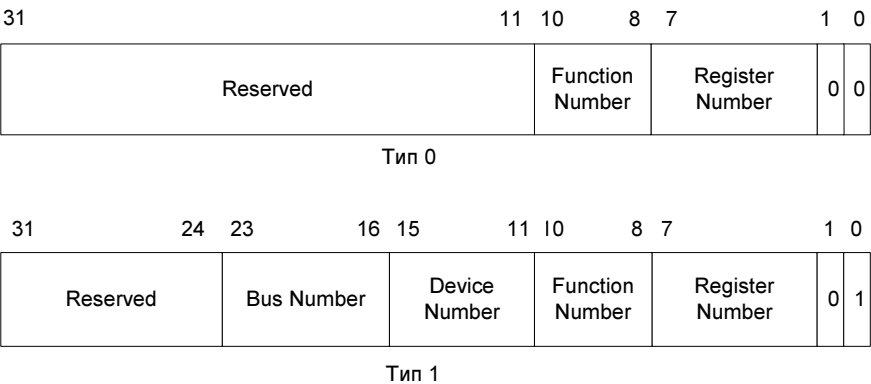 31 11 10 8 7 1 0
Reserved Function Number Register Number 0 0
Тип 0
31 24 23 16 15 11 I0 8 7 1 0
Reserved Bus Number Device Number Function Number Register Number 0 1
Тип 1